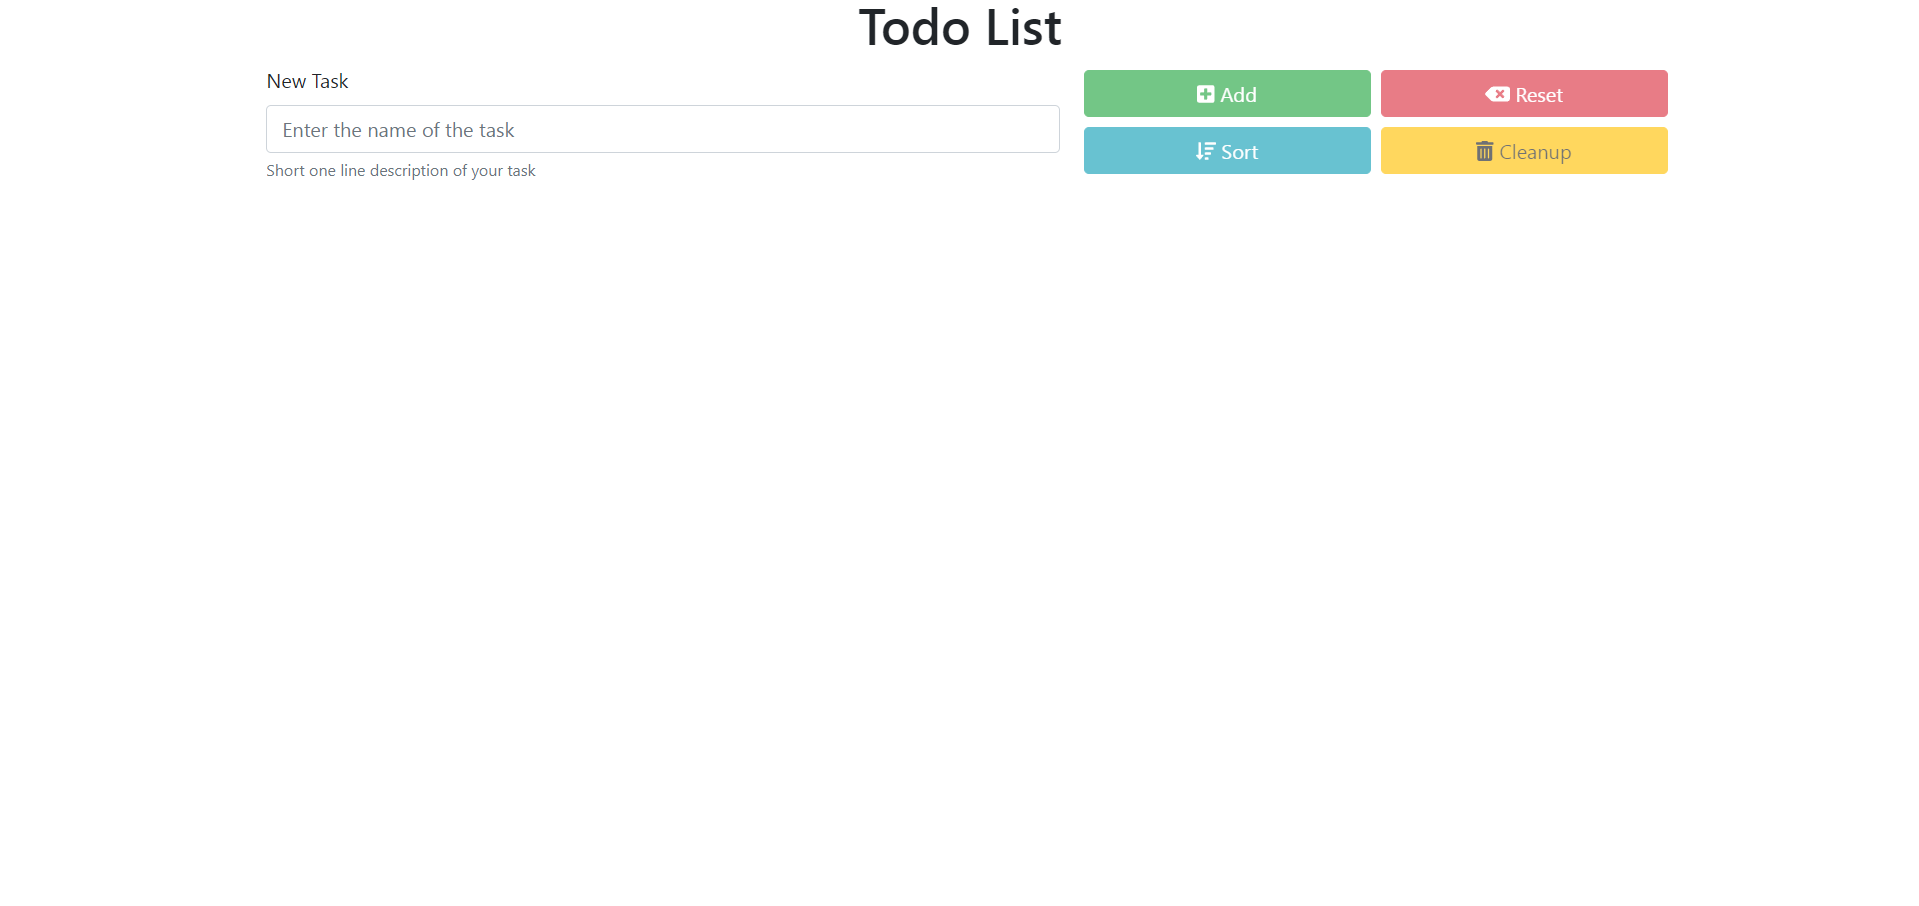 Todo List
New Task
Enter the name of the task
Short one line description of your task
Add
Reset
Sort
Cleanup